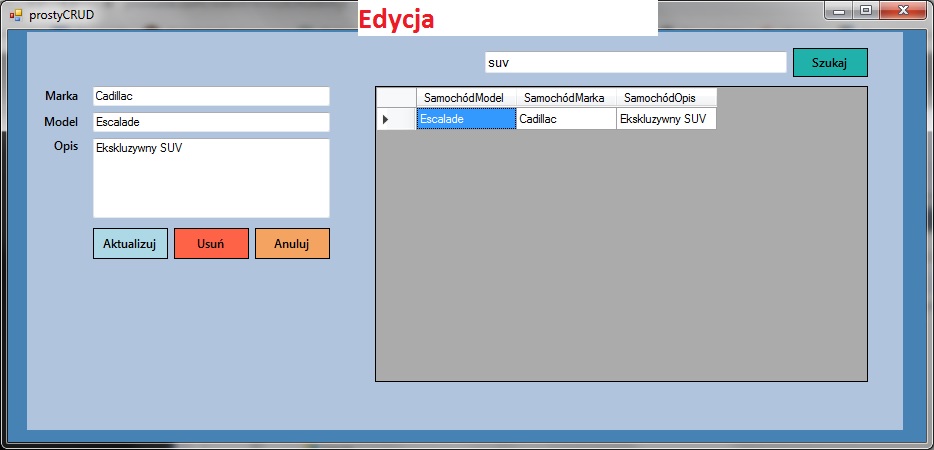 prostyCRUD
Edycja
suv Szukaj
Marka Cadillac
Model Escalade
Opis Ekskluzywny SUV
Aktualizuj Usuń Anuluj
SamochódModel SamochódMarka SamochódOpis
Escalade Cadillac Ekskluzywny SUV